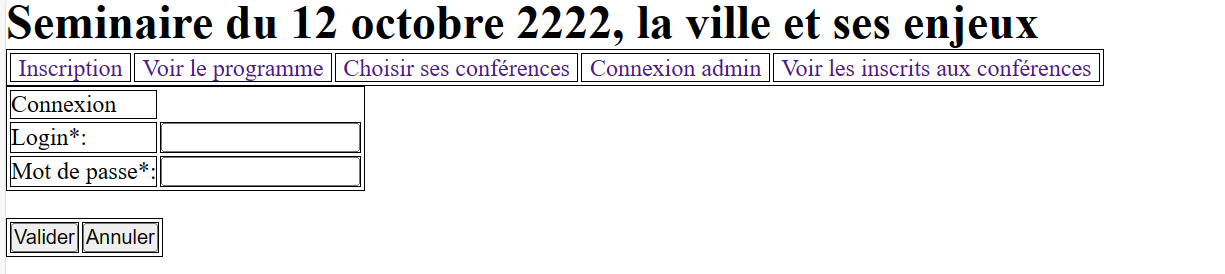 Seminaire du 12 octobre 2222, la ville et ses enjeux
Inscription Voir le programme Choisir ses conférences Connexion admin Voir les inscrits aux conférences
Connexion
Login*:
Mot de passe*:
Valider Annuler